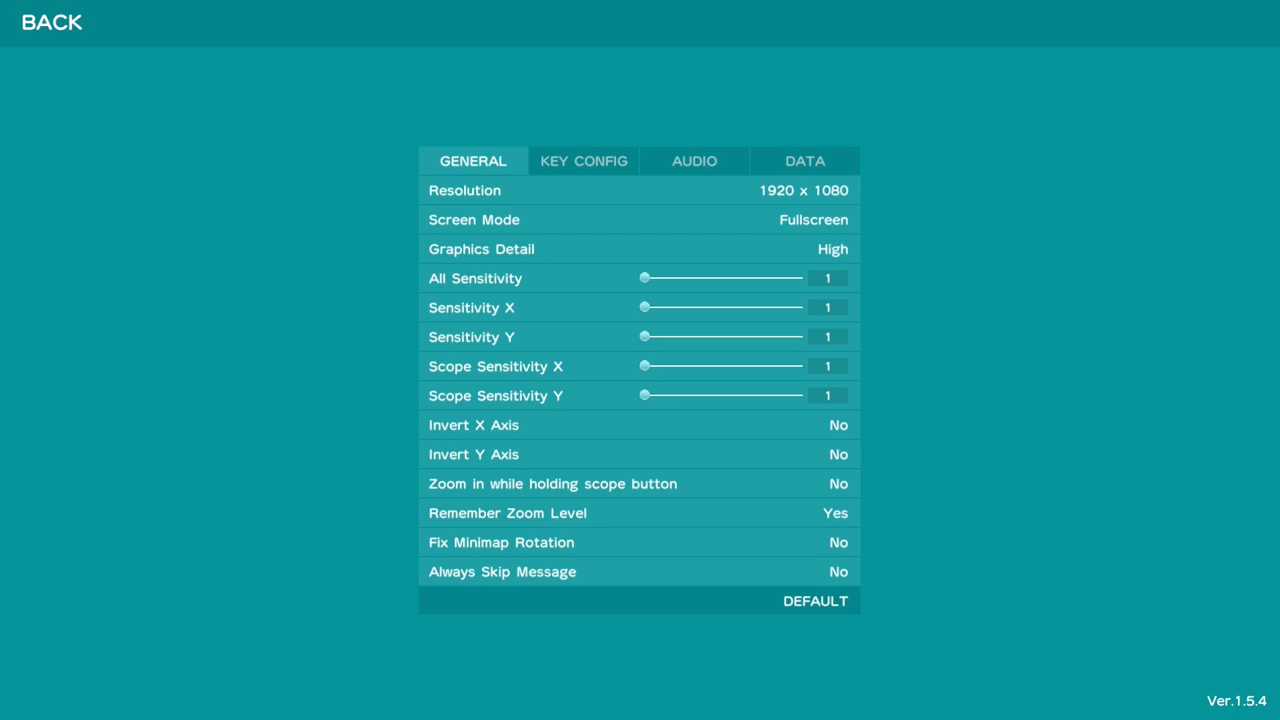 BACK
GENERAL KEY CONFIG AUDIO DATA
Resolution 1920 x 1080
Screen Mode Fullscreen
Graphics Detail High
All Sensitivity 1
Sensitivity X 1
Sensitivity Y 1
Scope Sensitivity X 1
Scope Sensitivity Y 1
Invert X Axis No
Invert Y Axis No
Zoom in while holding scope button No
Remember Zoom Level Yes
Fix Minimap Rotation No
Always Skip Message No
DEFAULT
Ver.1.5.4